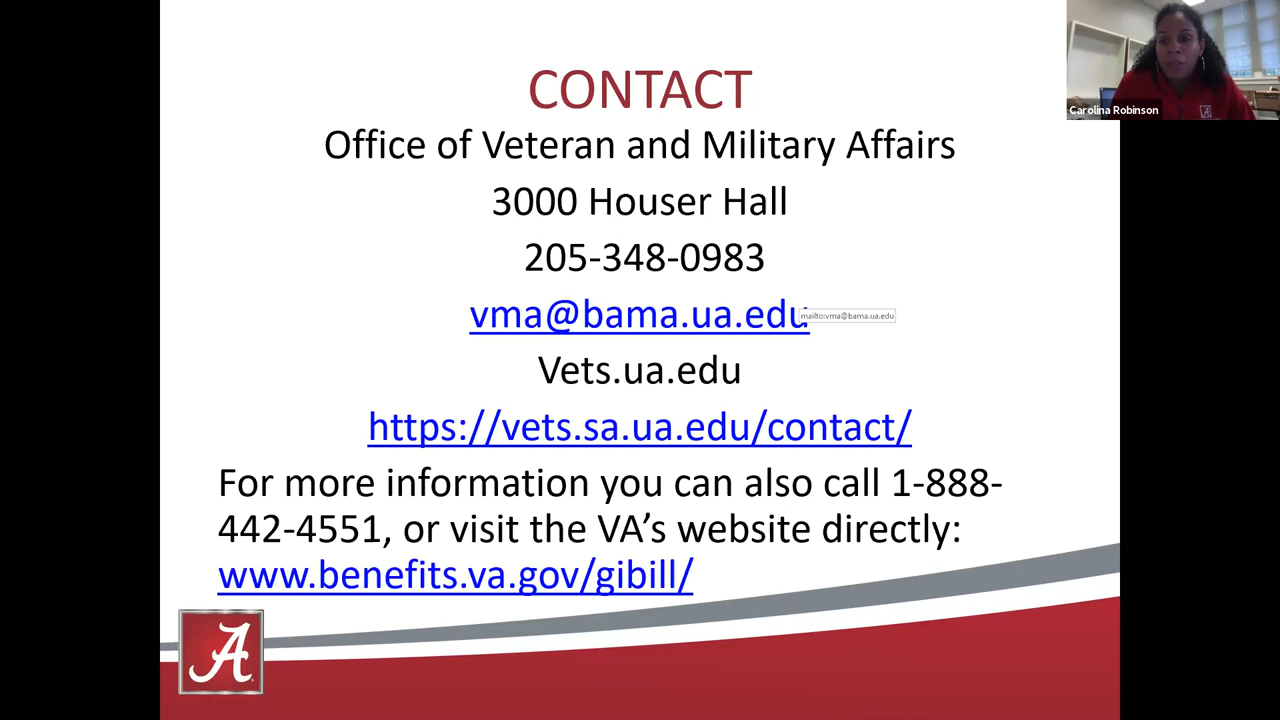 CONTACT
Office of Veteran and Military Affairs
3000 Houser Hall
205-348-0983
vma@bama.ua.edu
mailto:vma@bama.ua.edu
Vets.ua.edu
https://vets.sa.ua.edu/contact/
For more information you can also call 1-888-
442-4551, or visit the VA’s website directly:
www.benefits.va.gov/gibill/
A
Carolina Robinson